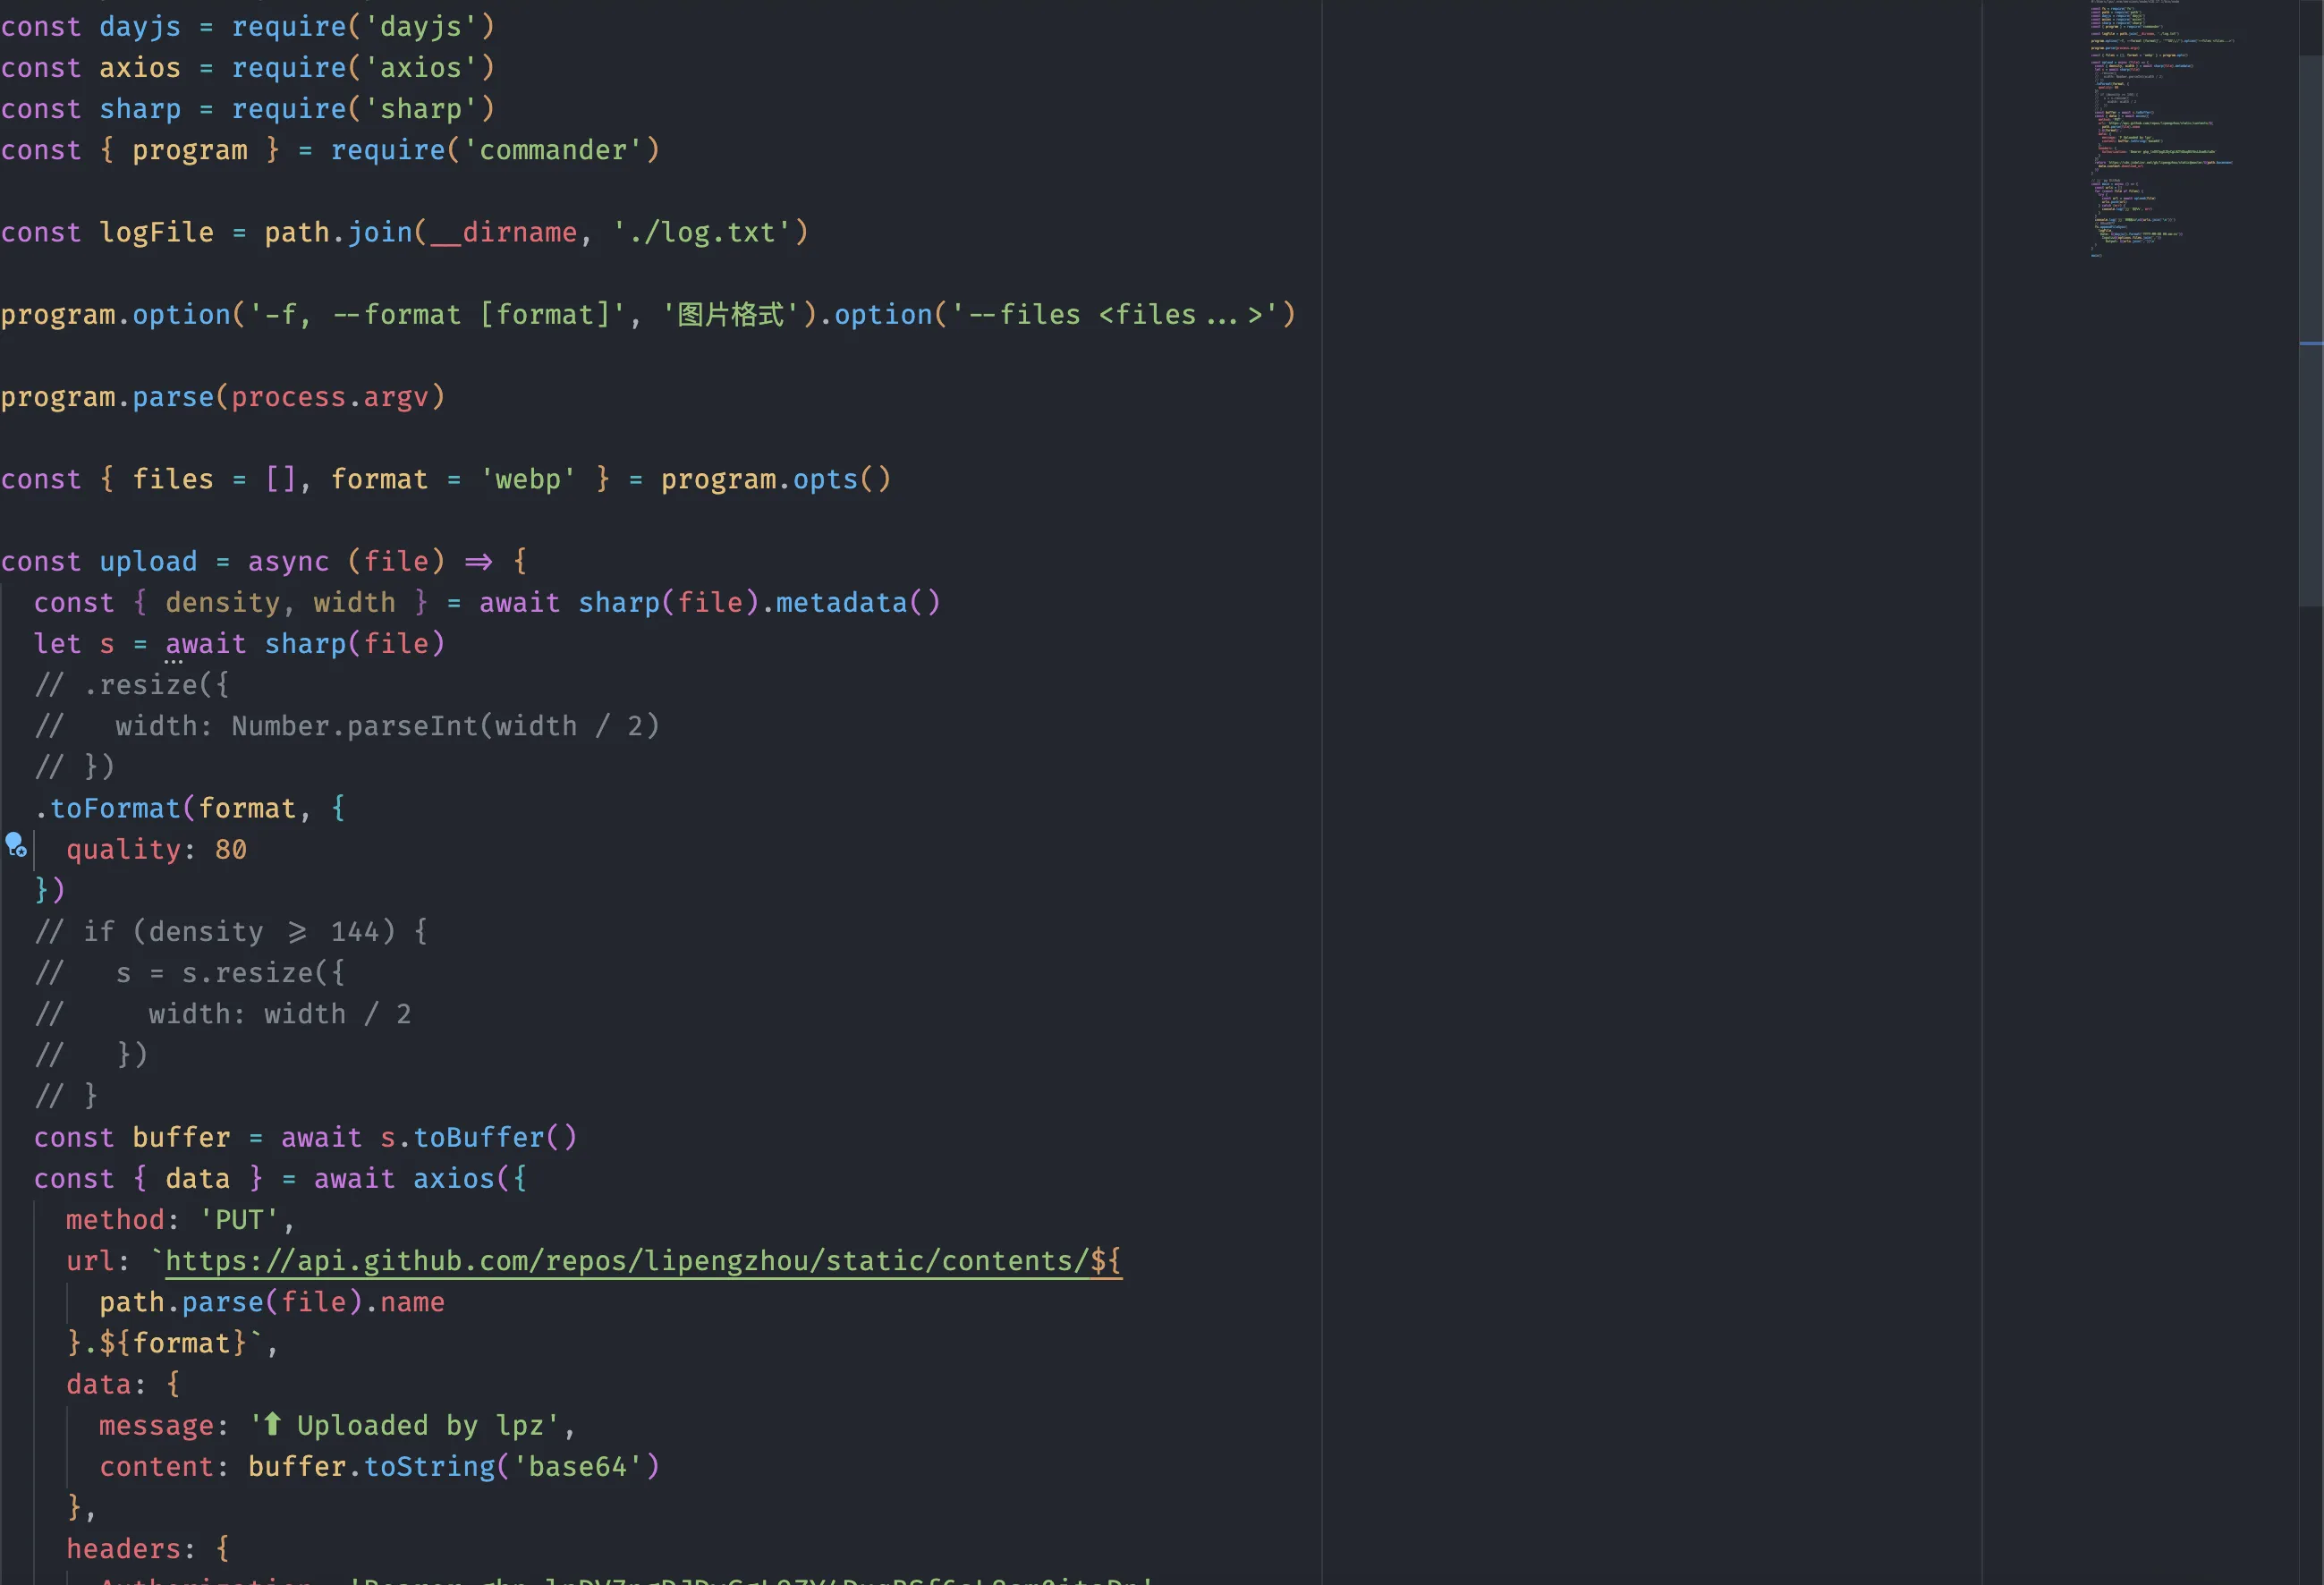 const dayjs = require('dayjs')
const axios = require('axios')
const sharp = require('sharp')
const { program } = require('commander')
const logFile = path.join(__dirname, './log.txt')
program.option('-f, --format [format]', '图片格式').option('--files <files...>')
program.parse(process.argv)
const { files = [], format = 'webp' } = program.opts()
const upload = async (file) => {
  const { density, width } = await sharp(file).metadata()
  let s = await sharp(file)
  // .resize({
  //   width: Number.parseInt(width / 2)
  // })
  .toFormat(format, {
    quality: 80
  })
  // if (density >= 144) {
  //   s = s.resize({
  //     width: width / 2
  //   })
  // }
  const buffer = await s.toBuffer()
  const { data } = await axios({
    method: 'PUT',
    url: `https://api.github.com/repos/lipengzhou/static/contents/${
      path.parse(file).name
    }.${format}`,
    data: {
      message: '⬆ Uploaded by lpz',
      content: buffer.toString('base64')
    },
    headers: {